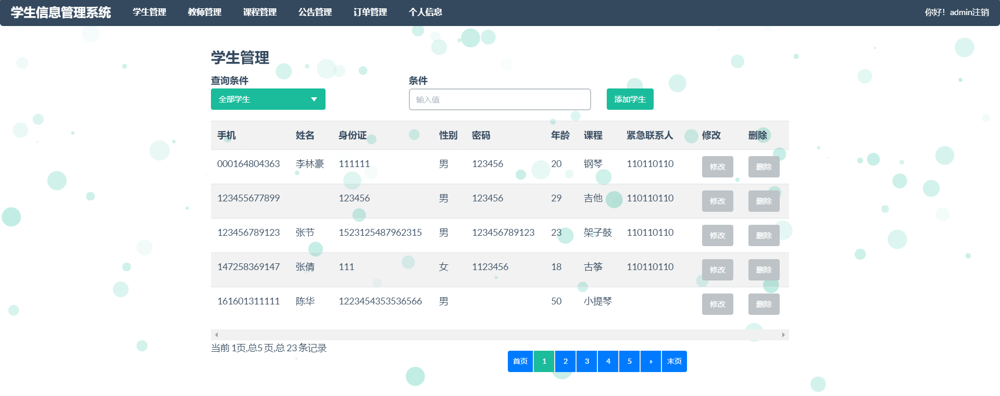 学生信息管理系统 学生管理 教师管理 课程管理 公告管理 订单管理 个人信息 你好！admin注销
学生管理
查询条件 条件
全部学生 输入值 添加学生
手机 姓名 身份证 性别 密码 年龄 课程 紧急联系人 修改 删除
000164804363 李林豪 111111 男 123456 20 钢琴 110110110 修改 删除
123455677899 123456 男 123456 29 吉他 110110110 修改 删除
123456789123 张节 1523125487962315 男 123456789123 23 架子鼓 110110110 修改 删除
147258369147 张倩 111 女 1123456 18 古筝 110110110 修改 删除
161601311111 陈华 1223454353536566 男 50 小提琴 修改 删除
当前 1页,总5 页,总 23 条记录
首页 1 2 3 4 5 » 末页